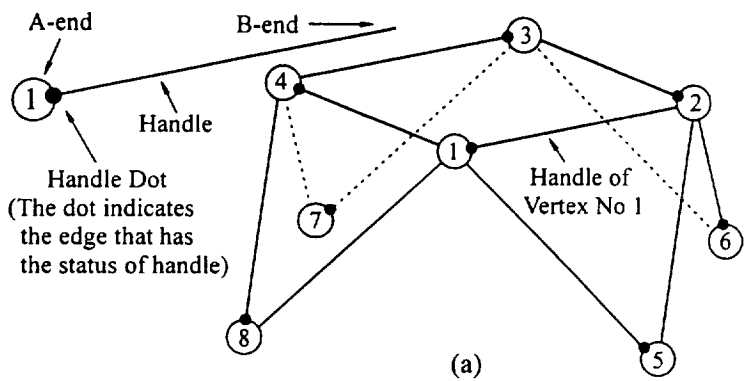 A-end
B-end
3
4
1
2
Handle
1
Handle Dot
(The dot indicates
the edge that has
the status of handle)
Handle of
Vertex No 1
7
6
8
5
(a)